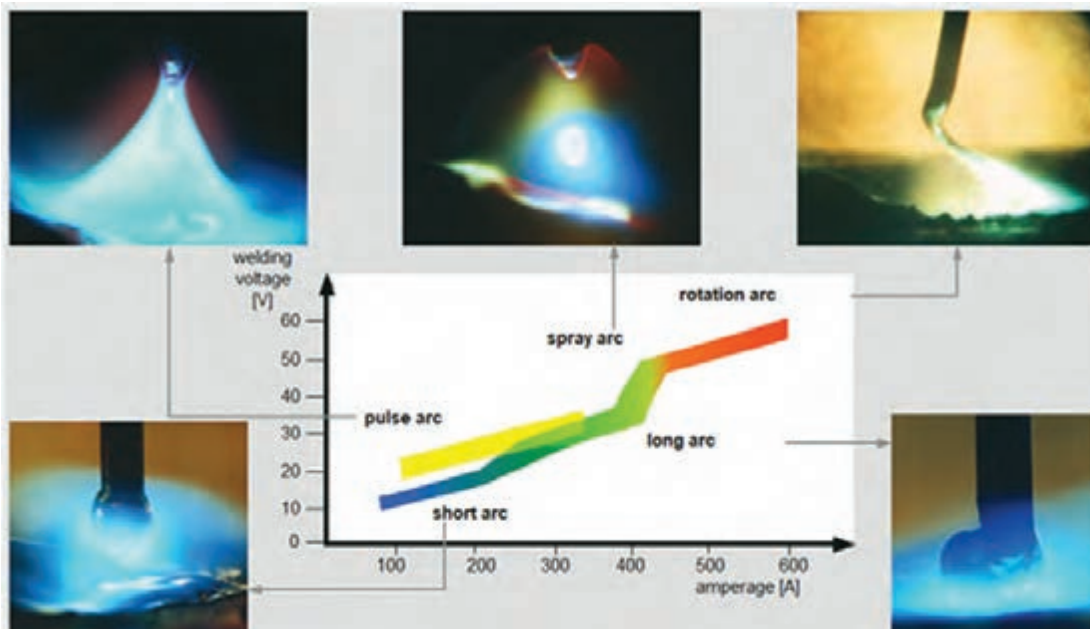 welding
voltage
[V]
rotation arc
spray arc
pulse arc
long arc
short arc
60
50
40
30
20
10
0
100 200 300 400 500 600
amperage [A]